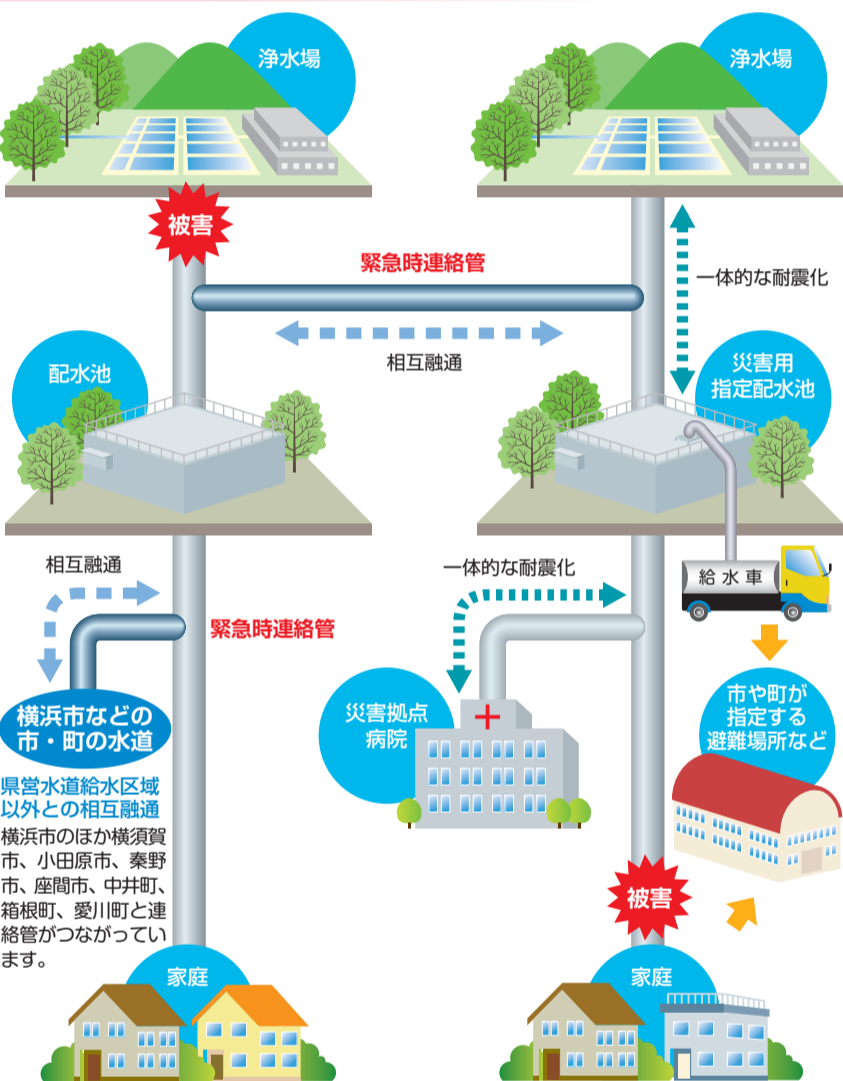 浄水場
浄水場
被害
緊急時連絡管
一体的な耐震化
相互融通
配水池
災害用
指定配水池
相互融通
緊急時連絡管
一体的な耐震化
給水車
横浜市などの
市・町の水道
県営水道給水区域
以外との相互融通
横浜市のほか横須賀
市、小田原市、秦野
市、座間市、中井町、
箱根町、愛川町と連
絡管がつながってい
ます。
災害拠点
病院
市や町が
指定する
避難場所など
被害
家庭
家庭